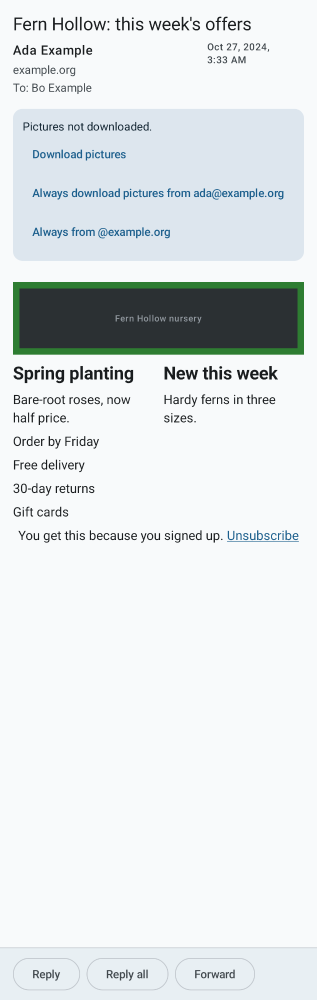 Fern Hollow: this week's offers
Ada Example
Oct 27, 2024,
3:33 AM
example.org
To: Bo Example
Pictures not downloaded.
Download pictures
Always download pictures from ada@example.org
Always from @example.org
Fern Hollow nursery
Spring planting
Bare-root roses, now
half price.
Order by Friday
Free delivery
30-day returns
Gift cards
New this week
Hardy ferns in three
sizes.
You get this because you signed up. Unsubscribe
Reply
Reply all
Forward